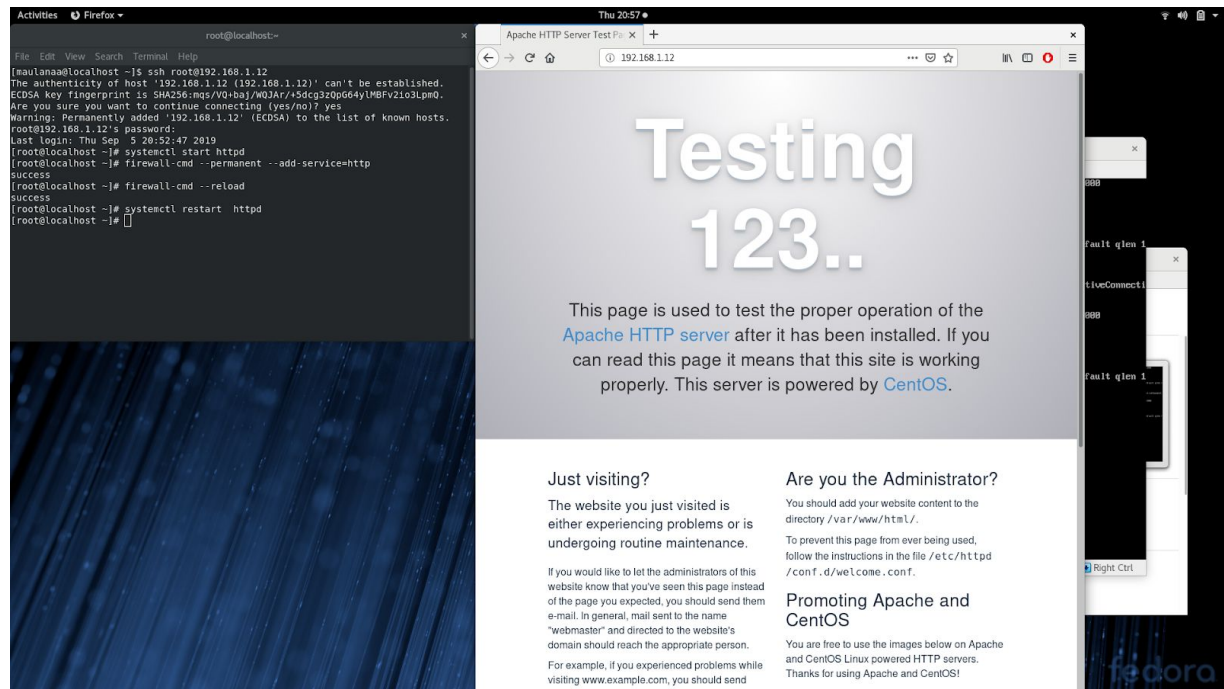 Activities Firefox Thu 20:57
root@localhost:~
File Edit View Search Terminal Help
[maulanaa@localhost ~]$ ssh root@192.168.1.12
The authenticity of host '192.168.1.12 (192.168.1.12)' can't be established.
ECDSA key fingerprint is SHA256:mqs/VQ+baj/WQJAr/+5dcg3zQpG64ylMBFv2io3LpmQ.
Are you sure you want to continue connecting (yes/no)? yes
Warning: Permanently added '192.168.1.12' (ECDSA) to the list of known hosts.
root@192.168.1.12's password:
Last login: Thu Sep  5 20:52:47 2019
[root@localhost ~]# systemctl start httpd
[root@localhost ~]# firewall-cmd --permanent --add-service=http
success
[root@localhost ~]# firewall-cmd --reload
success
[root@localhost ~]# systemctl restart  httpd
[root@localhost ~]#
Apache HTTP Server Test Pa
192.168.1.12
Testing
123..
This page is used to test the proper operation of the
Apache HTTP server after it has been installed. If you
can read this page it means that this site is working
properly. This server is powered by CentOS.
Just visiting?
The website you just visited is
either experiencing problems or is
undergoing routine maintenance.
If you would like to let the administrators of this
website know that you've seen this page instead
of the page you expected, you should send them
e-mail. In general, mail sent to the name
"webmaster" and directed to the website's
domain should reach the appropriate person.
For example, if you experienced problems while
visiting www.example.com, you should send
Are you the Administrator?
You should add your website content to the
directory /var/www/html/.
To prevent this page from ever being used,
follow the instructions in the file /etc/httpd
/conf.d/welcome.conf.
Promoting Apache and
CentOS
You are free to use the images below on Apache
and CentOS Linux powered HTTP servers.
Thanks for using Apache and CentOS!
000
fault qlen 1
tiveConnecti
000
fault qlen 1
Right Ctrl
fedora